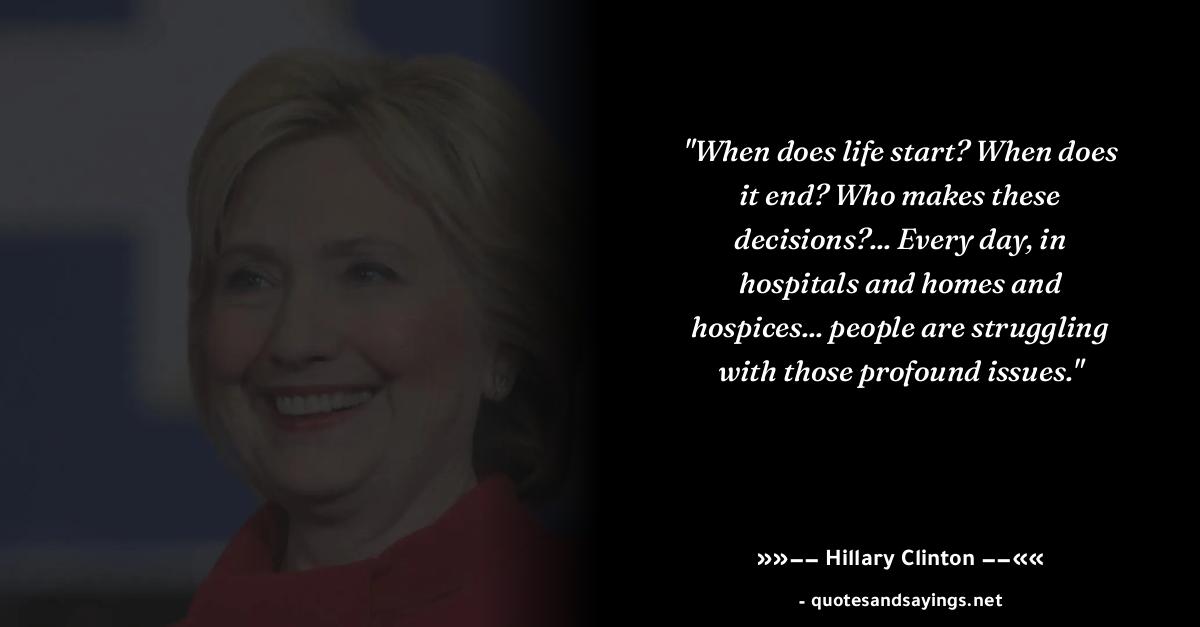 "When does life start? When does
it end? Who makes these
decisions?... Every day, in
hospitals and homes and
hospices... people are struggling
with those profound issues."
»»–– Hillary Clinton ––««
- quotesandsayings.net